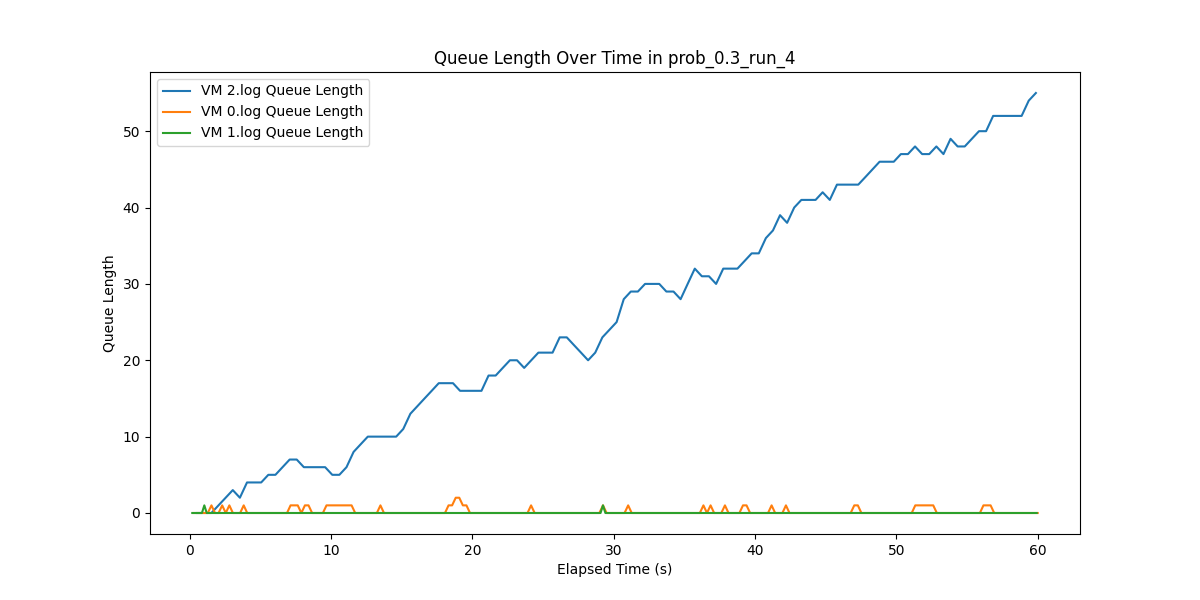 Queue Length Over Time in prob_0.3_run_4
VM 2.log Queue Length
VM 0.log Queue Length
VM 1.log Queue Length
Queue Length
50
40
30
20
10
0
0 10 20 30 40 50 60
Elapsed Time (s)